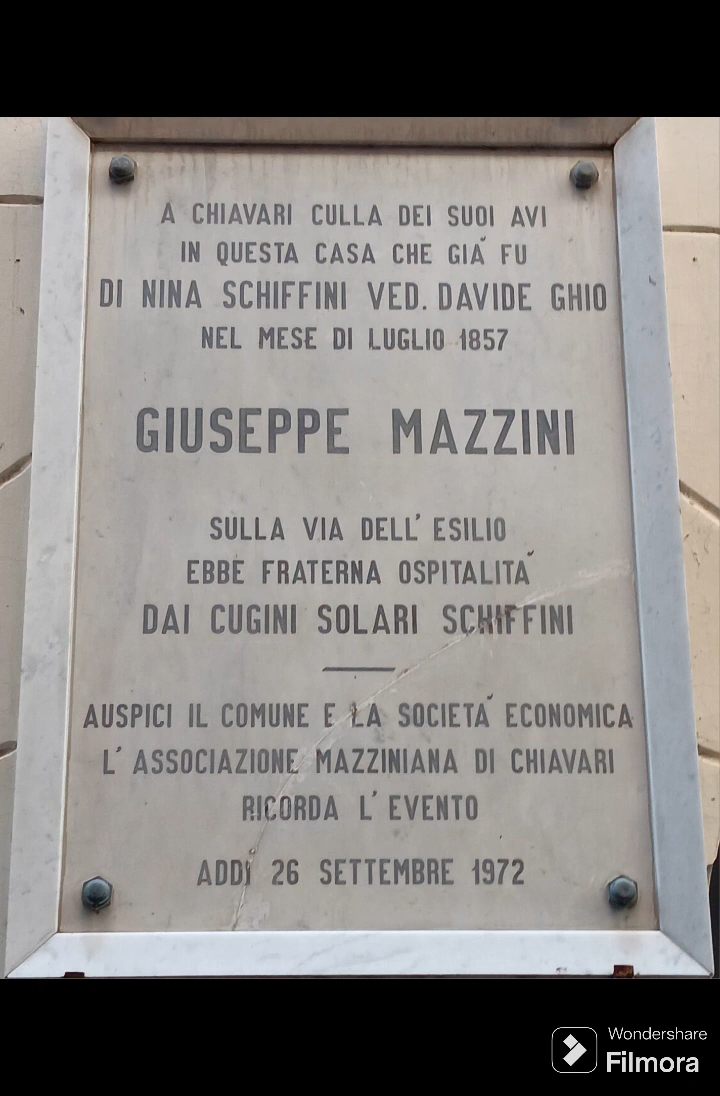 A CHIAVARI CULLA DEI SUOI AVI
IN QUESTA CASA CHE GIÀ FU
DI NINA SCHIFFINI VED. DAVIDE GHIO
NEL MESE DI LUGLIO 1857
GIUSEPPE MAZZINI
SULLA VIA DELL'ESILIO
EBBE FRATERNA OSPITALITÀ
DAI CUGINI SOLARI SCHIFFINI
AUSPICI IL COMUNE E LA SOCIETÀ ECONOMICA
L'ASSOCIAZIONE MAZZINIANA DI CHIAVARI
RICORDA L'EVENTO
ADDÌ 26 SETTEMBRE 1972
Wondershare
Filmora